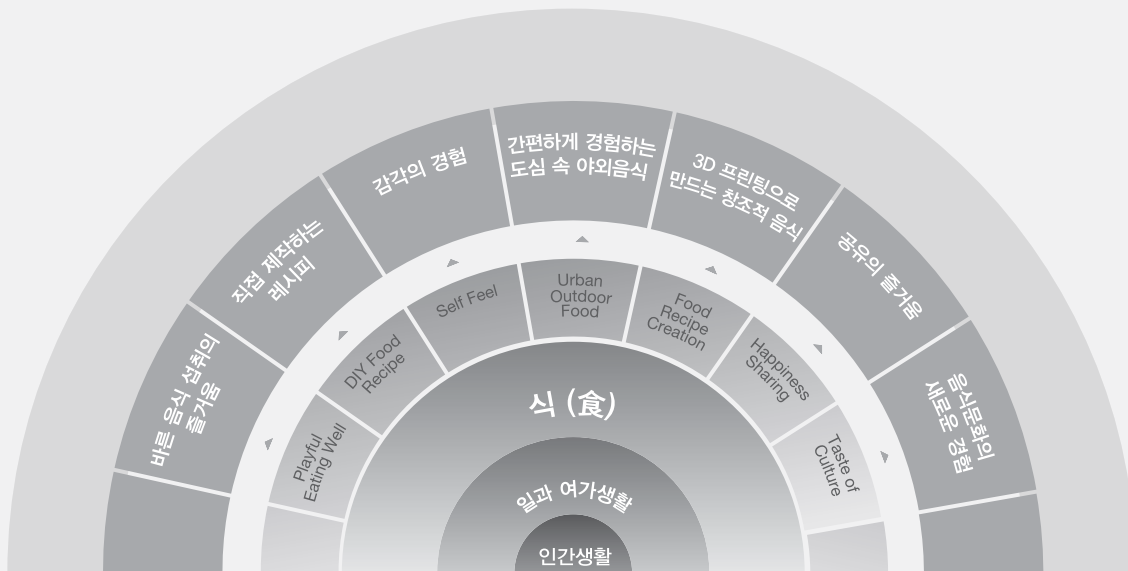 바른 음식 섭취의
즐거움
직접 제작하는
레시피
감각의 경험
간편하게 경험하는
도심 속 야외음식
3D 프린팅으로
만드는 창조적 음식
공유의 즐거움
음식문화의
새로운 경험
Playful
Eating Well
DIY Food
Recipe
Self Feel
Urban
Outdoor
Food
Food
Recipe
Creation
Happiness
Sharing
Taste of
Culture
식 (食)
일과 여가생활
인간생활